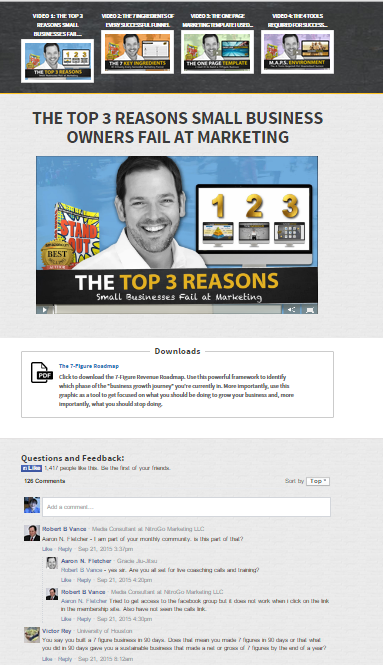 VIDEO 1: THE TOP 3
REASONS SMALL
BUSINESSES FAIL...
VIDEO 2: THE 7 INGREDIENTS OF
EVERY SUCCESSFUL FUNNEL
VIDEO 3: THE ONE PAGE
MARKETING TEMPLATE
VIDEO 4: THE 4 TOOLS
REQUIRED FOR SUCCESS...
THE TOP 3 REASONS
THE 7 KEY INGREDIENTS
THE ONE PAGE TEMPLATE
M.A.P.S. ENVIRONMENT
THE TOP 3 REASONS SMALL BUSINESS
OWNERS FAIL AT MARKETING
1 2 3
STAND
OUT
BEST
THE TOP 3 REASONS
Small Businesses Fail at Marketing
Downloads
PDF
The 7-Figure Roadmap
Click to download the 7-Figure Revenue Roadmap. Use this powerful framework to identify
which phase of the "business growth journey" you're currently in. More importantly, use this
graphic as a tool to get focused on what you should be doing to grow your business and, more
importantly, what you should stop doing.
Questions and Feedback:
Like 1,417 people like this. Be the first of your friends.
126 Comments
Sort by Top
Add a comment...
Robert B Vance · Media Consultant at NitroGo Marketing LLC
Aaron N. Fletcher - I am part of your monthly community. is this part of that?
Like · Reply · Sep 21, 2015 3:37pm
Aaron N. Fletcher · Gracie Jiu-Jitsu
Robert B Vance - yes sir. Are you all set for live coaching calls and training?
Like · Reply · Sep 21, 2015 4:20pm
Robert B Vance · Media Consultant at NitroGo Marketing LLC
Aaron N. Fletcher Tried to get access to the facebook group but it does not work when i click on the link
in the membership site. Also have not seen the calls link.
Like · Reply · Sep 21, 2015 4:30pm
Victor Rey · University of Houston
You say you built a 7 figure business in 90 days. Does that mean you made 7 figures in 90 days or that what
you did in 90 days gave you a sustainable business that made a net or gross of 7 figures by the end of a year?
Like · Reply · Sep 21, 2015 8:12am